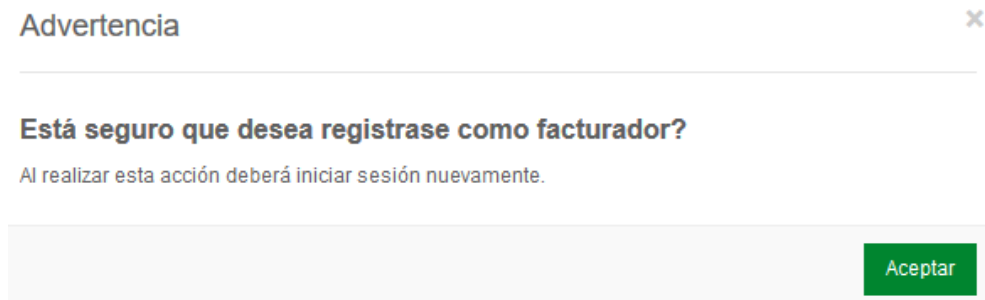 Advertencia
Está seguro que desea registrase como facturador?
Al realizar esta acción deberá iniciar sesión nuevamente.
Aceptar